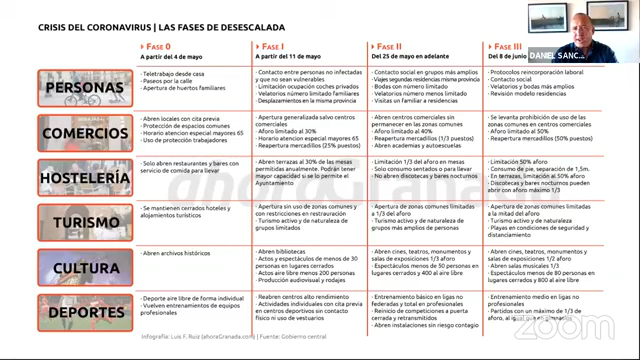 CRISIS DEL CORONAVIRUS | LAS FASES DE DESESCALADA
FASE 0
A partir del 4 de mayo
FASE I
A partir del 11 de mayo
FASE II
Del 25 de mayo en adelante
FASE III
Del 8 de junio
DANIEL SANC
PERSONAS
· Teletrabajo desde casa
· Paseos por la calle
· Apertura de huertos familiares
· Contacto entre personas no infectadas
y que no sean vulnerables
· Limitación ocupación coches privados
· Velatorios número limitado familiares
· Desplazamientos en la misma provincia
· Contacto social en grupos más amplios
· Viajes segundas residencias misma provincia
· Bodas con número limitado
· Velatorios número menos limitado
· Visitas un familiar a residencias
· Protocolos reincorporación laboral
· Contacto social
· Velatorios y bodas más amplios
· Revisión modelo residencias
COMERCIOS
· Abren locales con cita previa
· Protección de espacios comunes
· Horario atencion especial mayores 65
· Uso de protección trabajadores
· Apertura generalizada salvo centros
comerciales
· Aforo limitado al 30%
· Horario atención especial mayores 65
· Reapertura mercadillos (25% puestos)
· Abren centros comerciales sin
permanecer en las zonas comunes
· Aforo limitado al 40%
· Reapertura mercadillos (1/3 puestos)
· Abren academias y autoescuelas
· Se levanta prohibición de uso de las
zonas comunes en centros comerciales
· Aforo limitado al 50%
· Reapertura mercadillos (50% puestos)
HOSTELERÍA
· Solo abren restaurantes y bares con
servicio de comida para llevar
· Abren terrazas al 30% de las mesas
permitidas anualmente. Podrán tener
mayor capacidad si se lo permite el
Ayuntamiento
· Limitación 1/3 del aforo en mesas
· Solo consumo sentados o para llevar
· No abren discotecas y bares nocturnos
· Limitación 50% aforo
· Consumo de pie, separación 1,5m,
· En terrazas, limitación al 50% aforo
· Discotecas y bares nocturnos pueden
abrir con aforo máximo 1/3
TURISMO
· Se mantienen cerrados hoteles y
alojamientos turísticos
· Apertura sin uso de zonas comunes y
con restricciones en restauración
· Turismo activo y de naturaleza de
grupos limitados
· Apertura de zonas comunes limitadas
a 1/3 del aforo
· Turismo activo y de naturaleza de
grupos más amplios de personas
· Apertura de zonas comunes limitadas
a la mitad del aforo
· Turismo activo y de naturaleza
· Playas en condiciones de seguridad y
distanciamiento
CULTURA
· Abren archivos históricos
· Abren bibliotecas
· Actos y espectáculos de menos de 30
personas en lugares cerrados
· Actos aire libre menos 200 personas
· Producción audiovisual y rodajes
· Abren cines, teatros, monumentos y
salas de exposiciones 1/3 aforo
· Espectáculos menos de 50 personas en
lugares cerrados y 400 al aire libre
· Abren cines, teatros, monumentos y
salas de exposiciones 1/2 aforo
· Abren salas musicales 1/3
· Espectáculos menos de 80 personas en
lugares cerrados y 800 al aire libre
DEPORTES
· Deporte aire libre de forma individual
· Vuelven entrenamientos de equipos
profesionales
· Reabren centros alto rendimiento
· Actividades individuales con cita previa
en centros deportivos sin contacto
físico ni uso de vestuarios
· Entrenamiento básico en ligas no
federadas y total en profesionales
· Reinicio de competiciones a puerta
cerrada y retransmitidos
· Abren instalaciones sin riesgo contagio
· Entrenamiento medio en ligas no
profesionales
· Partidos con un máximo de 1/3 de
aforo, al igual que en gimnasios
ahoraGranada
Infografía: Luis F. Ruiz (ahoraGranada.com) | Fuente: Gobierno central
zoom